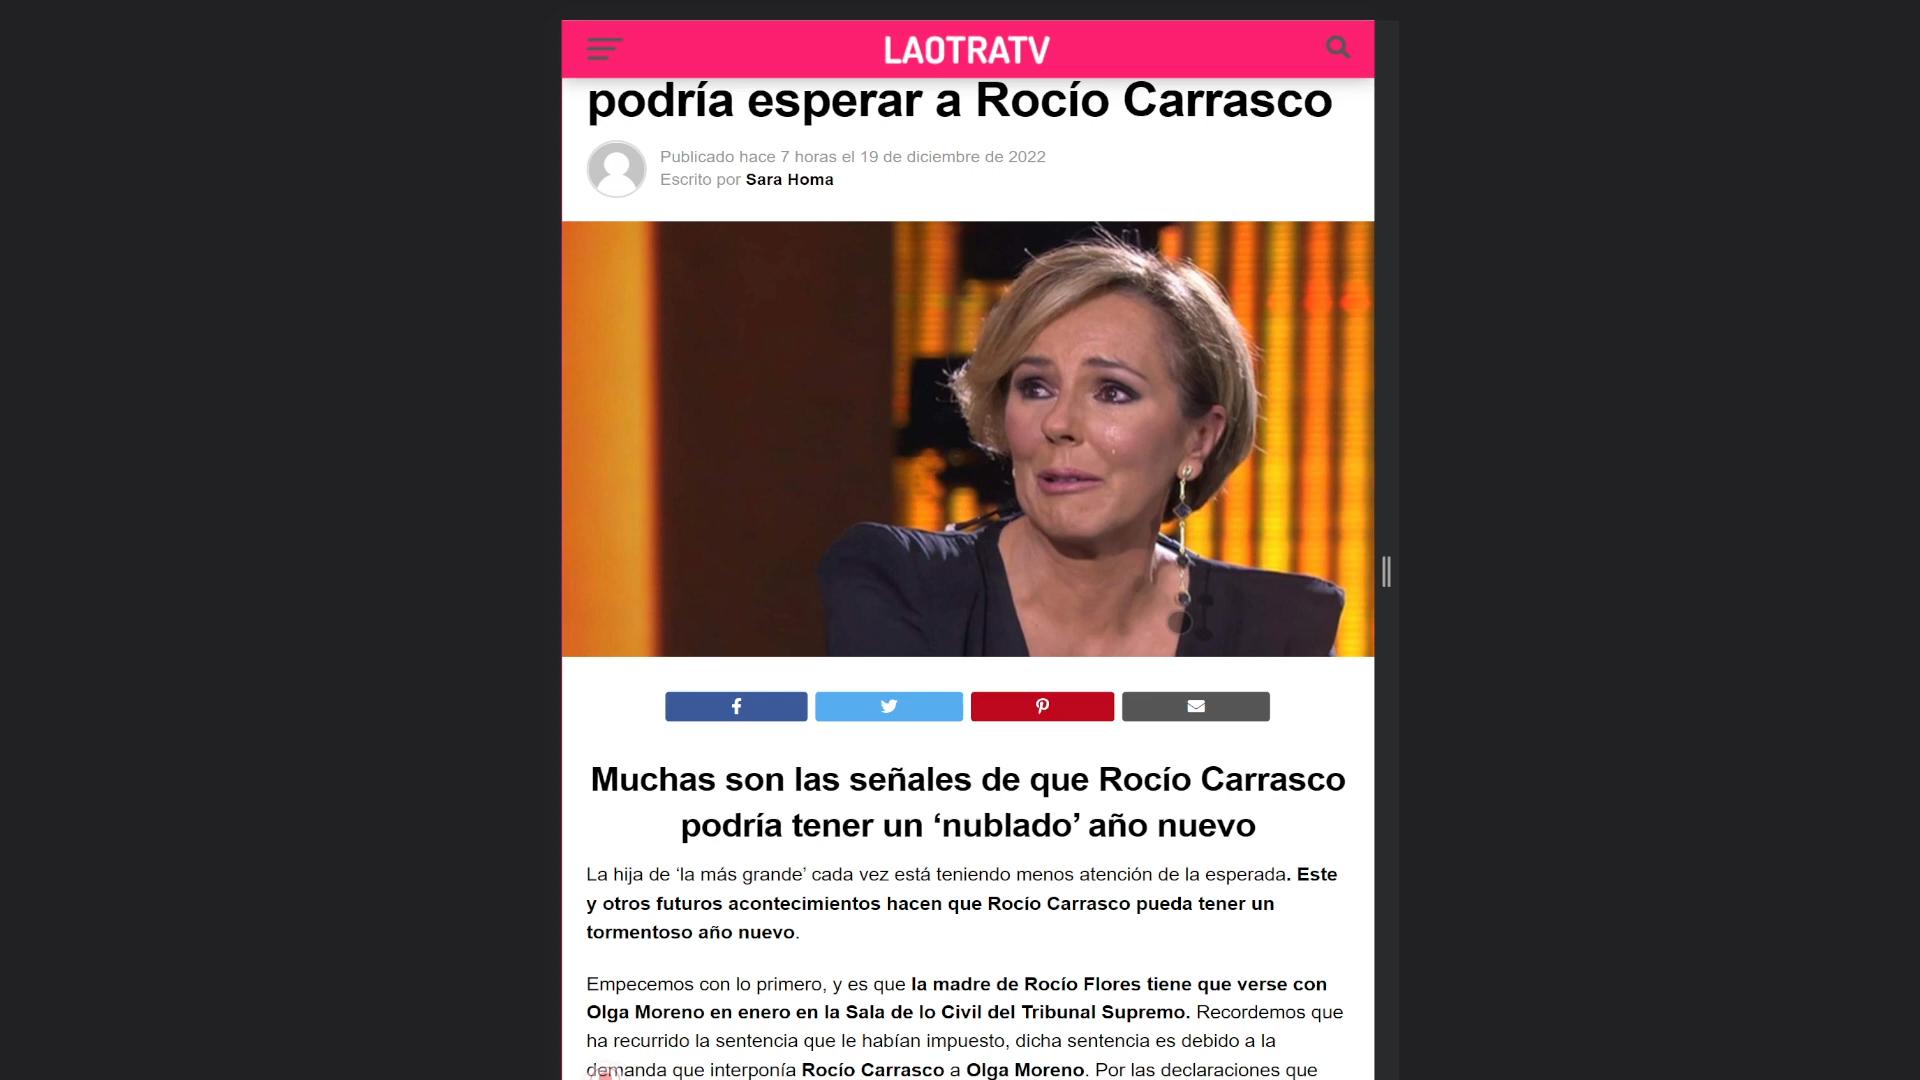 LAOTRATV
podría esperar a Rocío Carrasco
Publicado hace 7 horas el 19 de diciembre de 2022
Escrito por Sara Homa
Muchas son las señales de que Rocío Carrasco
podría tener un ‘nublado’ año nuevo
La hija de ‘la más grande’ cada vez está teniendo menos atención de la esperada. Este
y otros futuros acontecimientos hacen que Rocío Carrasco pueda tener un
tormentoso año nuevo.
Empecemos con lo primero, y es que la madre de Rocío Flores tiene que verse con
Olga Moreno en enero en la Sala de lo Civil del Tribunal Supremo. Recordemos que
ha recurrido la sentencia que le habían impuesto, dicha sentencia es debido a la
demanda que interponía Rocío Carrasco a Olga Moreno. Por las declaraciones que